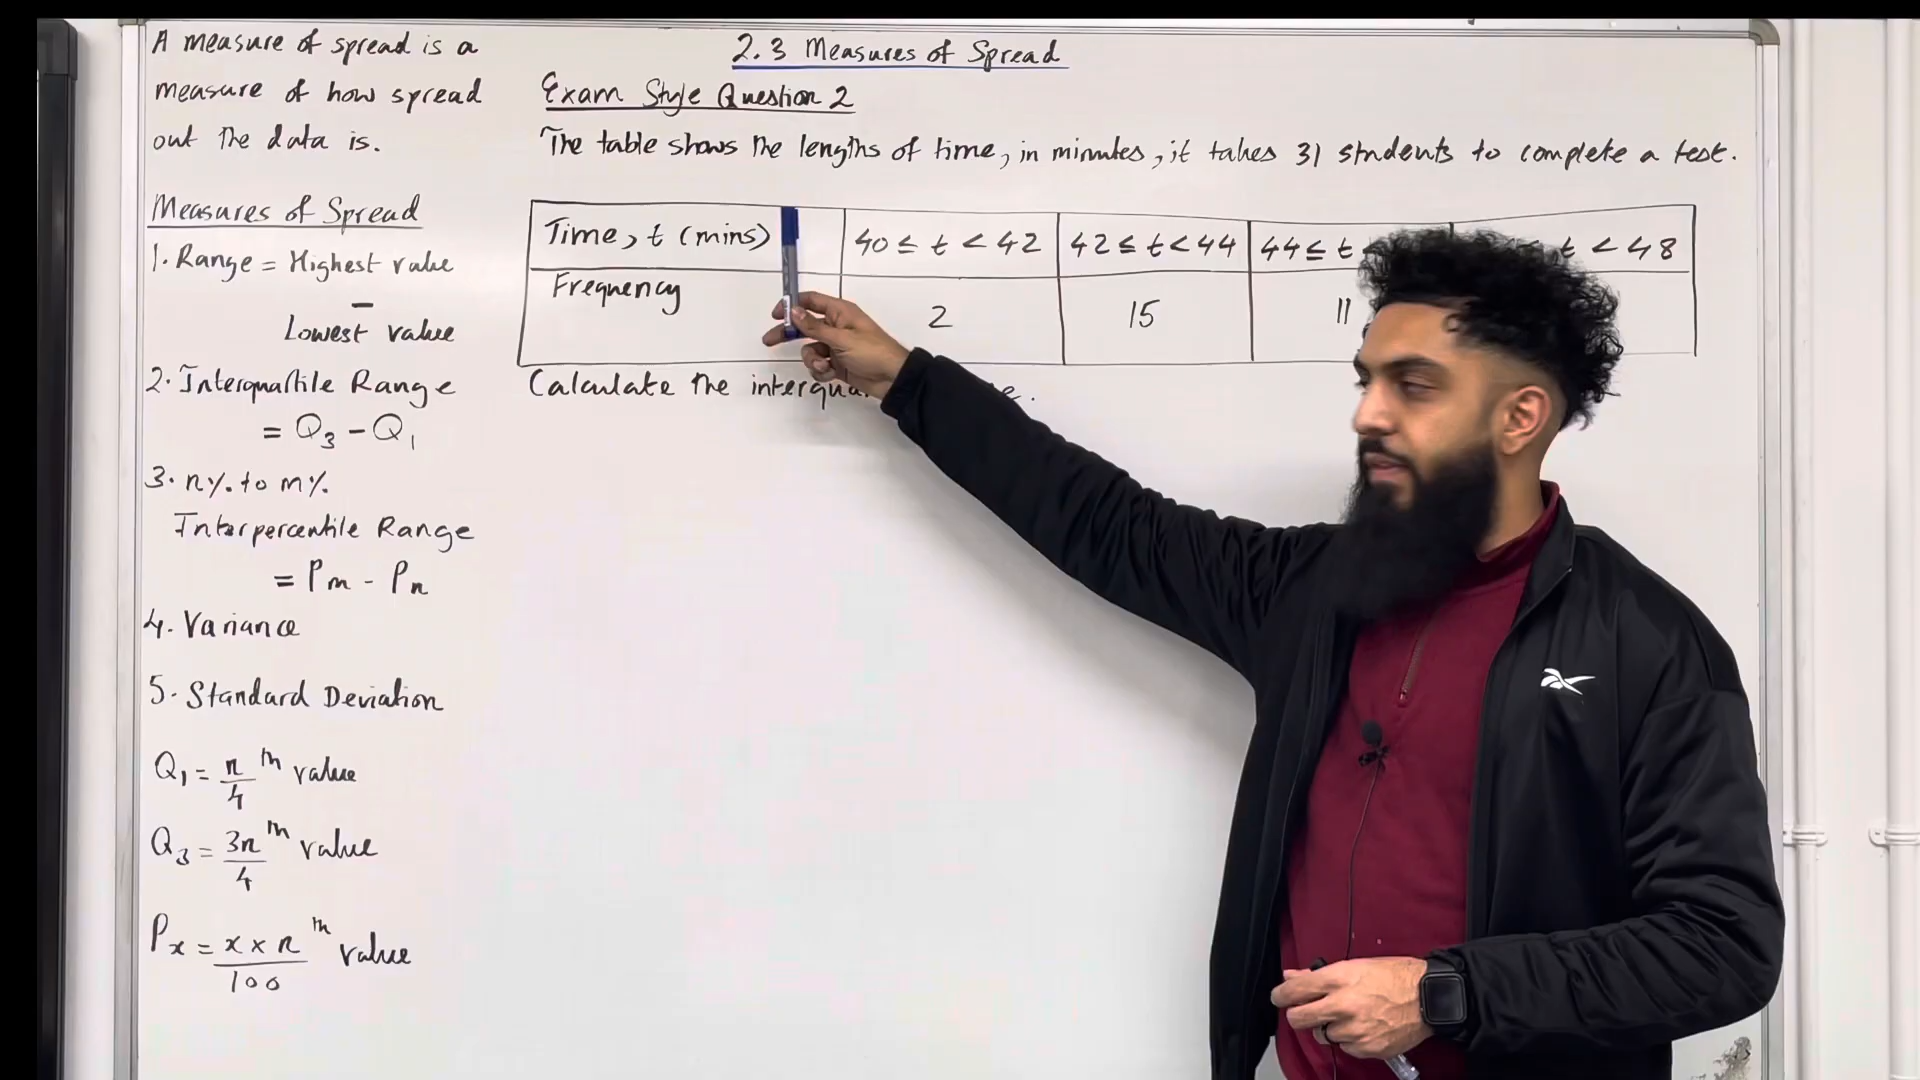 A measure of spread is a
measure of how spread
out the data is.
Measures of Spread
1. Range = Highest value
-
Lowest value
2. Interquartile Range
= Q3 - Q1
3. n% to m%
Interpercentile Range
= Pm - Pn
4. Variance
5. Standard Deviation
Q1 = n/4 th value
Q3 = 3n/4 th value
Px = x × n/100 th value
2.3 Measures of Spread
Exam Style Question 2
The table shows the lengths of time, in minutes, it takes 31 students to complete a test.
Time, t (mins) 40 ≤ t < 42 42 ≤ t < 44 44 ≤ t t < 48
Frequency 2 15 11
Calculate the